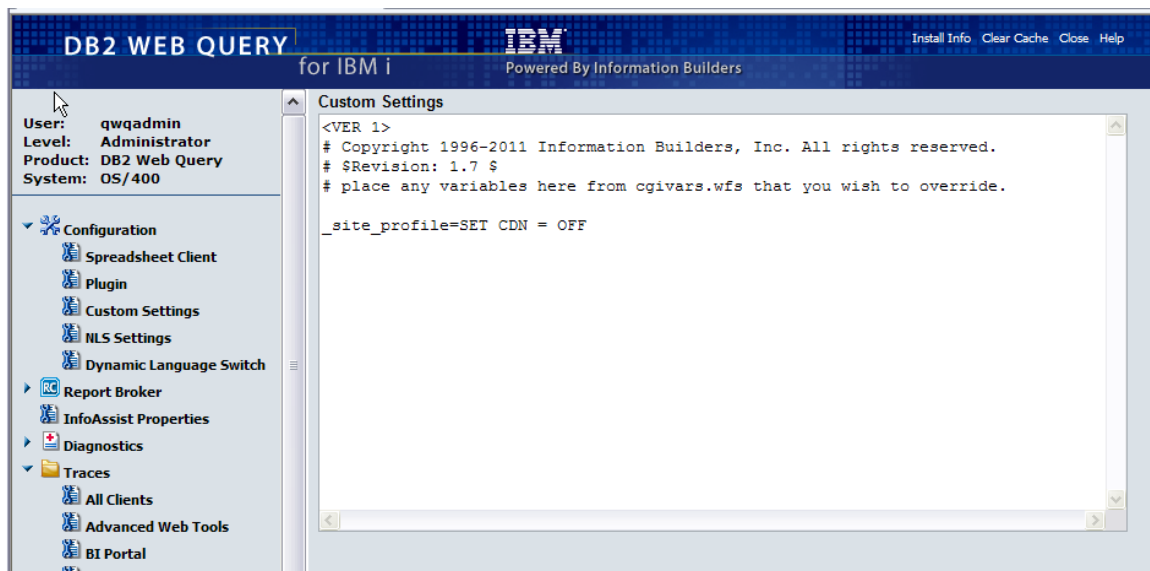 DB2 WEB QUERY
for IBM i
IBM
Powered By Information Builders
Install Info Clear Cache Close Help
User: qwqadmin
Level: Administrator
Product: DB2 Web Query
System: OS/400
Configuration
Spreadsheet Client
Plugin
Custom Settings
NLS Settings
Dynamic Language Switch
RC Report Broker
InfoAssist Properties
Diagnostics
Traces
All Clients
Advanced Web Tools
BI Portal
Custom Settings
<VER 1>
# Copyright 1996-2011 Information Builders, Inc. All rights reserved.
# $Revision: 1.7 $
# place any variables here from cgivars.wfs that you wish to override.
_site_profile=SET CDN = OFF